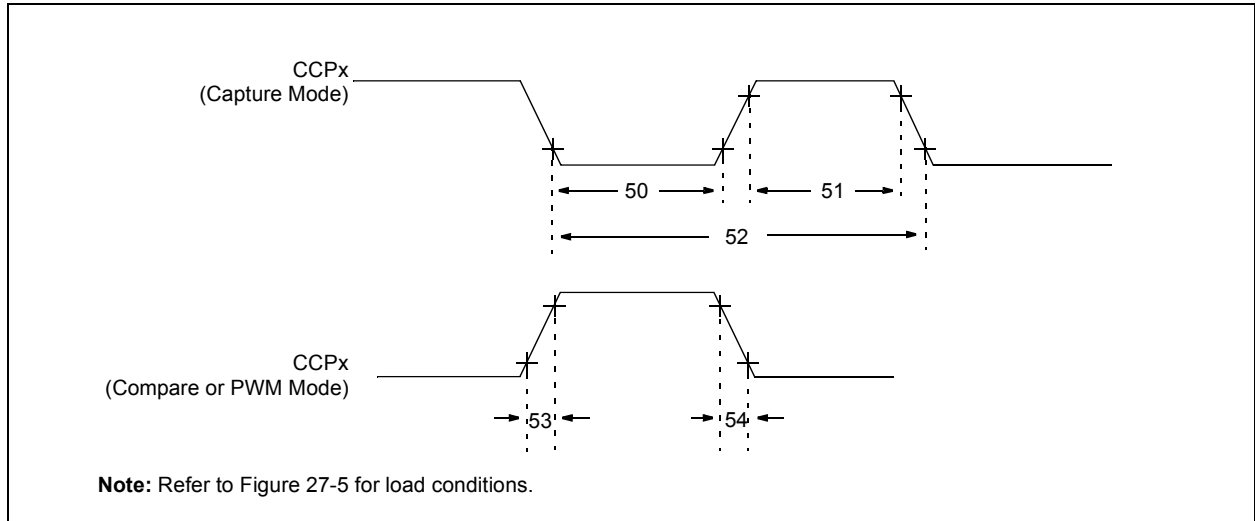 CCPx
(Capture Mode)
50
51
52
CCPx
(Compare or PWM Mode)
53
54
Note: Refer to Figure 27-5 for load conditions.